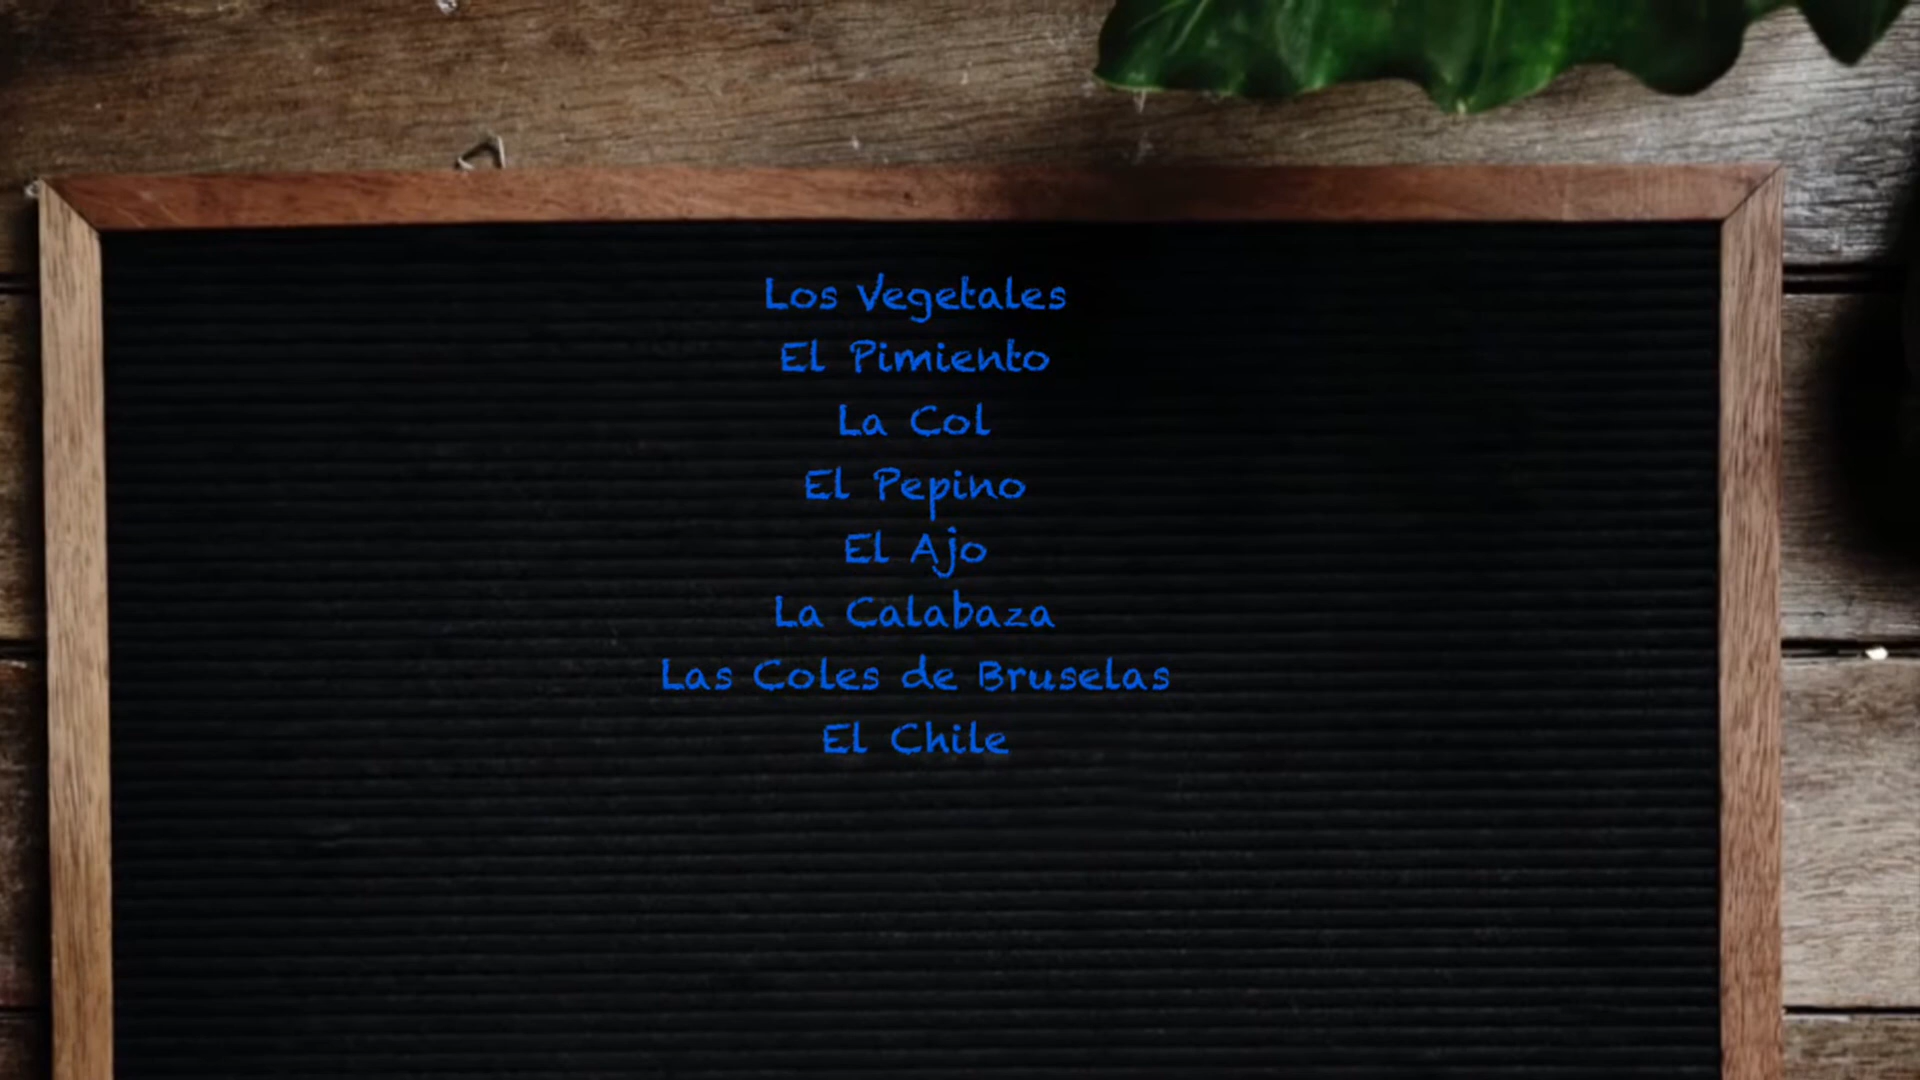 Los Vegetales
El Pimiento
La Col
El Pepino
El Ajo
La Calabaza
Las Coles de Bruselas
El Chile